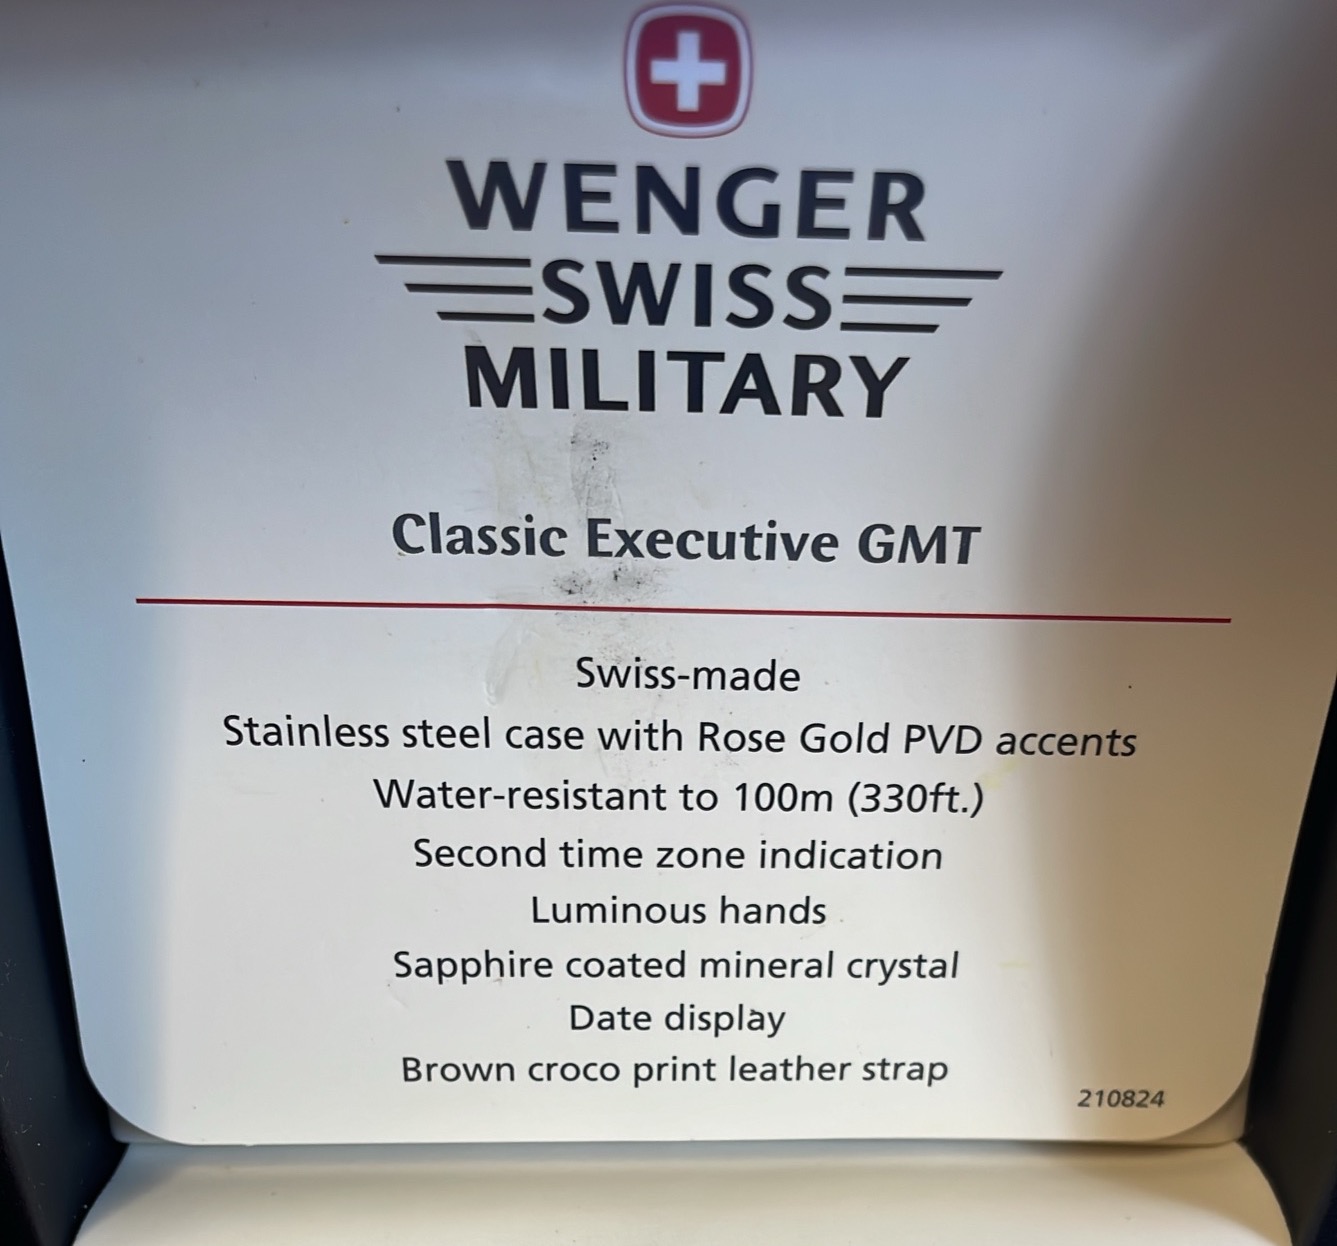 WENGER
SWISS
MILITARY
Classic Executive GMT
Swiss-made
Stainless steel case with Rose Gold PVD accents
Water-resistant to 100m (330ft.)
Second time zone indication
Luminous hands
Sapphire coated mineral crystal
Date display
Brown croco print leather strap
210824